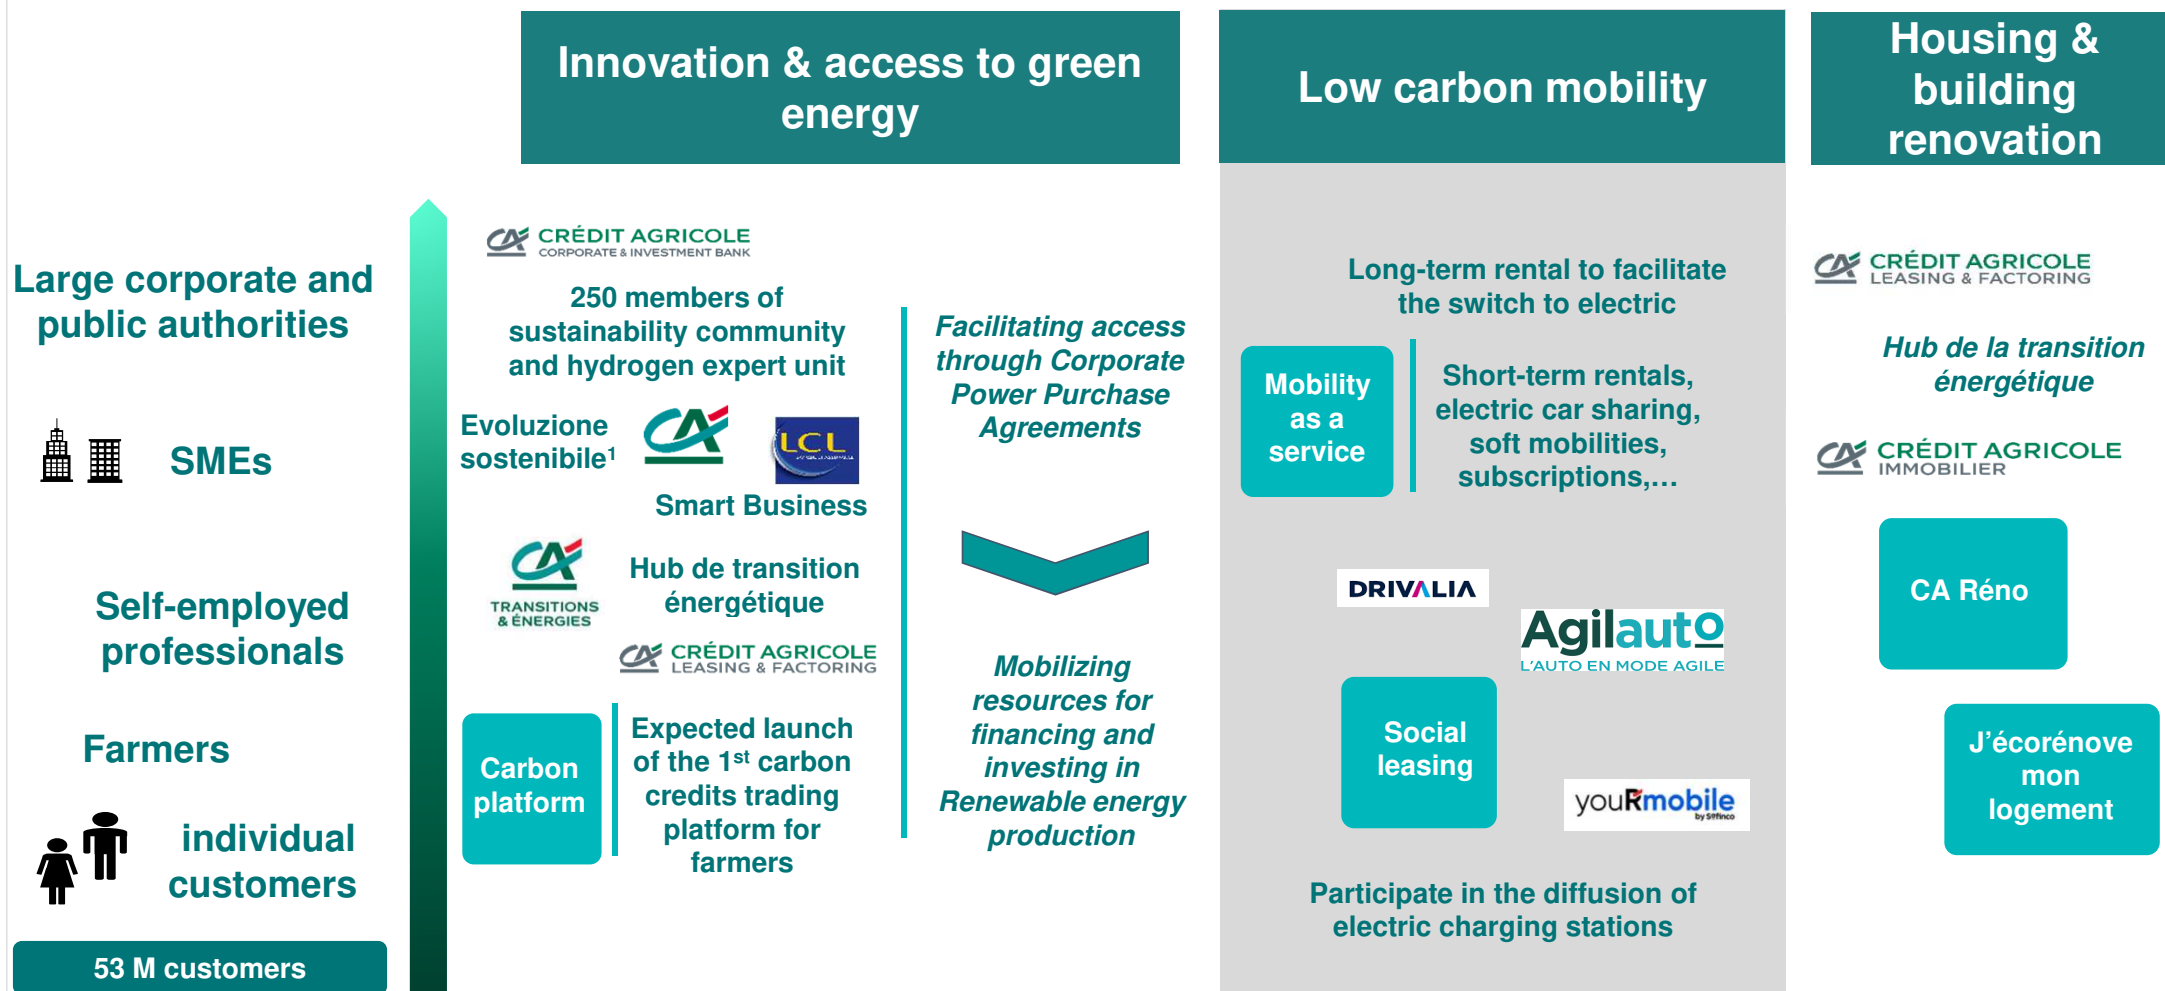 Innovation & access to green
energy
Low carbon mobility
Housing &
building
renovation
Large corporate and
public authorities
SMEs
Self-employed
professionals
Farmers
individual
customers
53 M customers
CRÉDIT AGRICOLE
CORPORATE & INVESTMENT BANK
250 members of
sustainability community
and hydrogen expert unit
Evoluzione
sostenibile¹
LCL
Smart Business
TRANSITIONS
& ÉNERGIES
Hub de transition
énergétique
CRÉDIT AGRICOLE
LEASING & FACTORING
Carbon
platform
Expected launch
of the 1st carbon
credits trading
platform for
farmers
Facilitating access
through Corporate
Power Purchase
Agreements
Mobilizing
resources for
financing and
investing in
Renewable energy
production
Long-term rental to facilitate
the switch to electric
Mobility
as a
service
Short-term rentals,
electric car sharing,
soft mobilities,
subscriptions,…
DRIVALIA
Agilauto
L'AUTO EN MODE AGILE
Social
leasing
youRmobile
by Sofinco
Participate in the diffusion of
electric charging stations
CRÉDIT AGRICOLE
LEASING & FACTORING
Hub de la transition
énergétique
CRÉDIT AGRICOLE
IMMOBILIER
CA Réno
J'écorénove
mon
logement